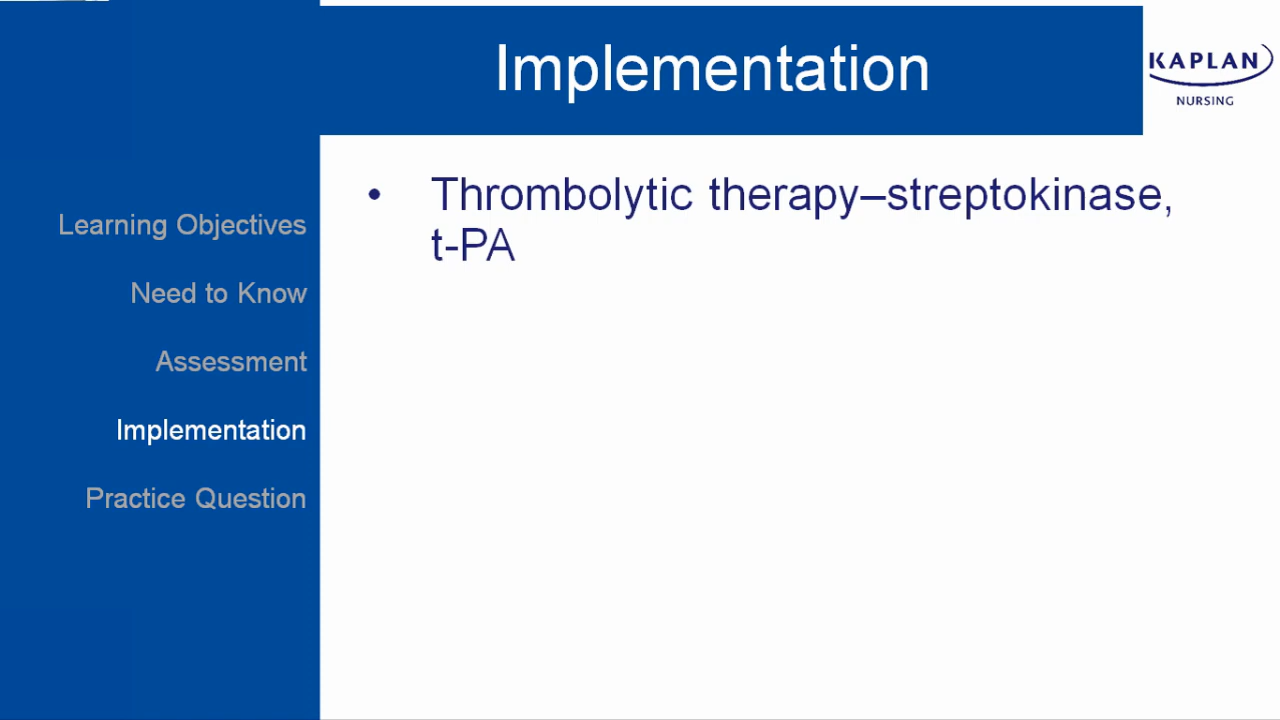 Implementation
KAPLAN
NURSING
Learning Objectives
Need to Know
Assessment
Implementation
Practice Question
• Thrombolytic therapy–streptokinase,
t-PA